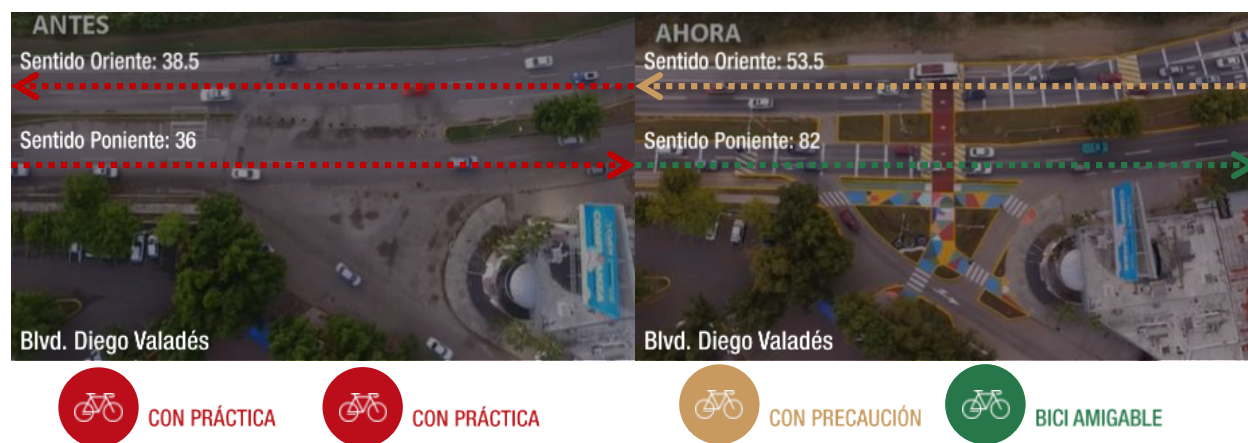 ANTES
Sentido Oriente: 38.5
Sentido Poniente: 36
Blvd. Diego Valadés
AHORA
Sentido Oriente: 53.5
Sentido Poniente: 82
Blvd. Diego Valadés
CON PRÁCTICA
CON PRÁCTICA
CON PRECAUCIÓN
BICI AMIGABLE